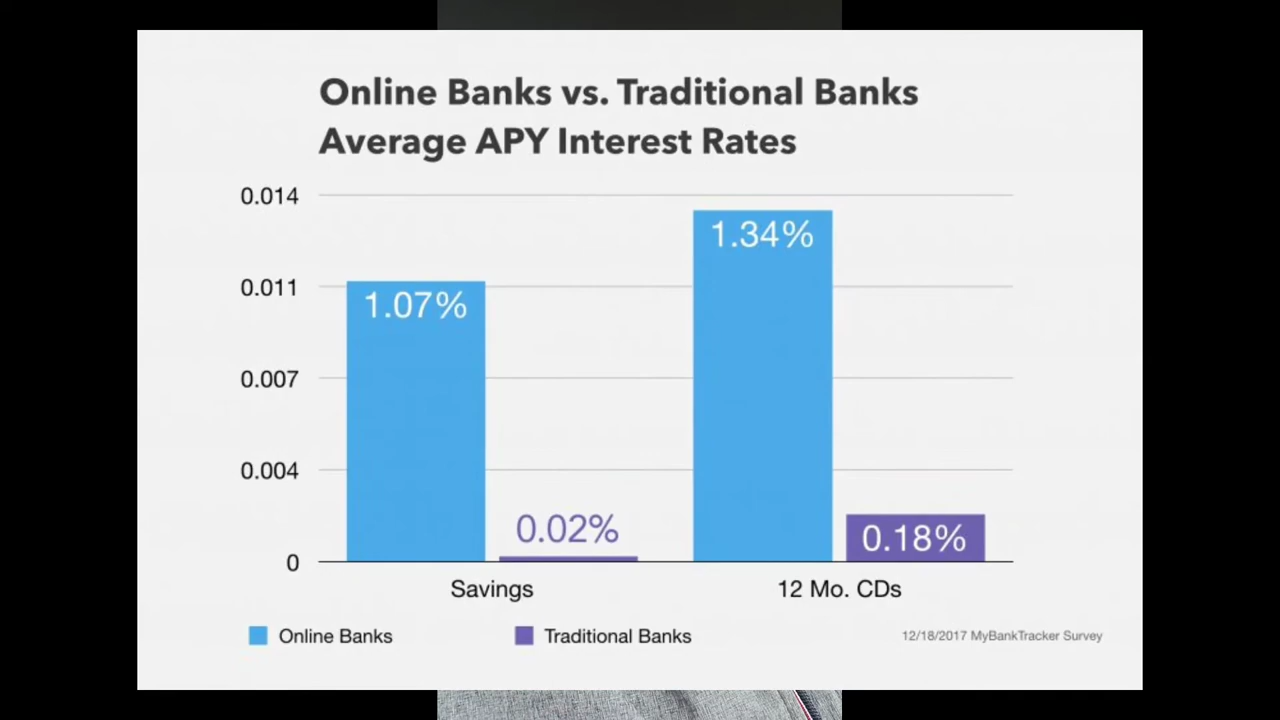 Online Banks vs. Traditional Banks
Average APY Interest Rates
0.014
0.011
0.007
0.004
0
1.07%
0.02%
1.34%
0.18%
Savings
12 Mo. CDs
Online Banks
Traditional Banks
12/18/2017 MyBankTracker Survey